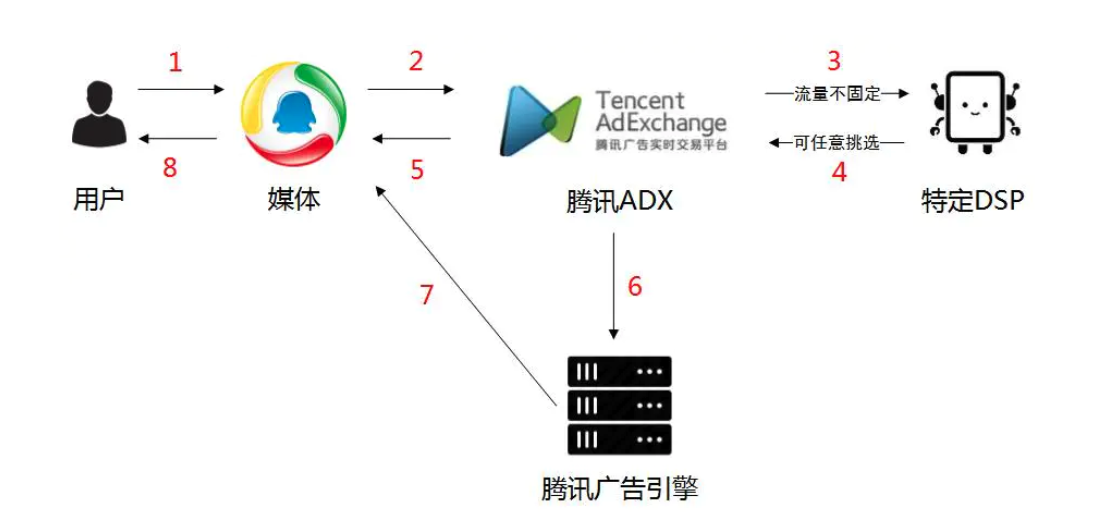 1
2
3
流量不固定
Tencent
AdExchange
腾讯广告实时交易平台
可任意挑选
8
5
4
用户
媒体
腾讯ADX
特定DSP
7
6
腾讯广告引擎